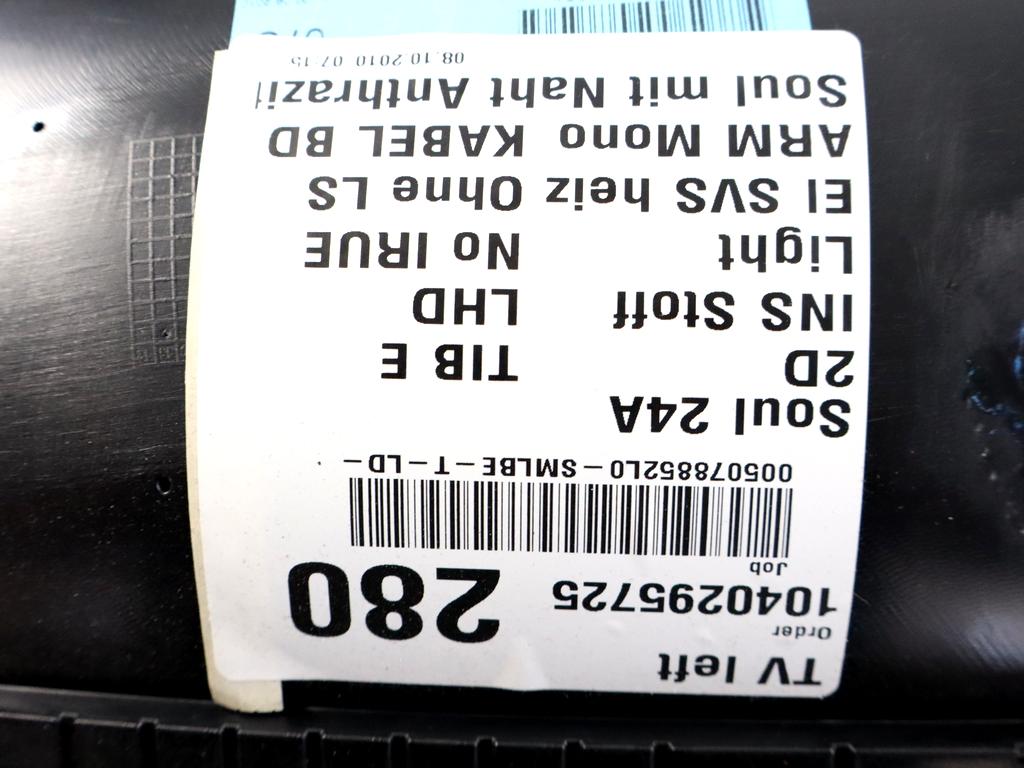 TV left
Order
1040295725 280
Job
005078852L0-SMLBE-T-LD-
Soul 24A
2D TIB E
INS Stoff LHD
Light No IRUE
EI SVS heiz Ohne LS
ARM Mono KABEL BD
Soul mit Naht Anthrazit
08.10.2010 07:15